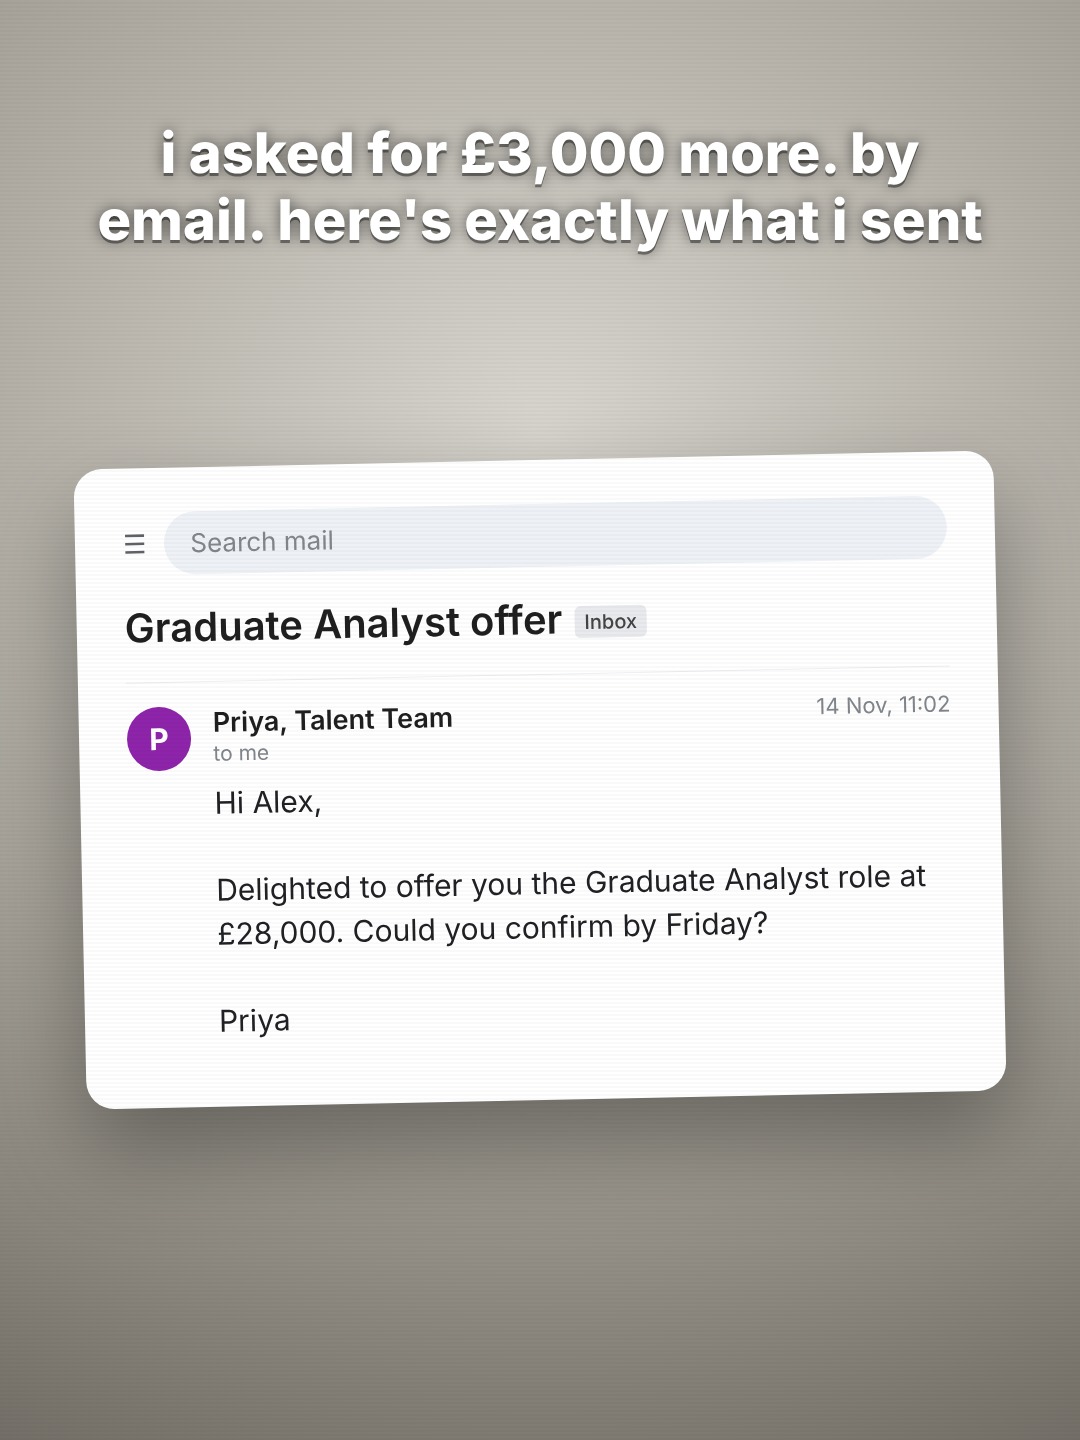 i asked for £3,000 more. by
email. here's exactly what i sent
Search mail
Graduate Analyst offer Inbox
Priya, Talent Team 14 Nov, 11:02
P
to me
Hi Alex,
Delighted to offer you the Graduate Analyst role at
£28,000. Could you confirm by Friday?
Priya